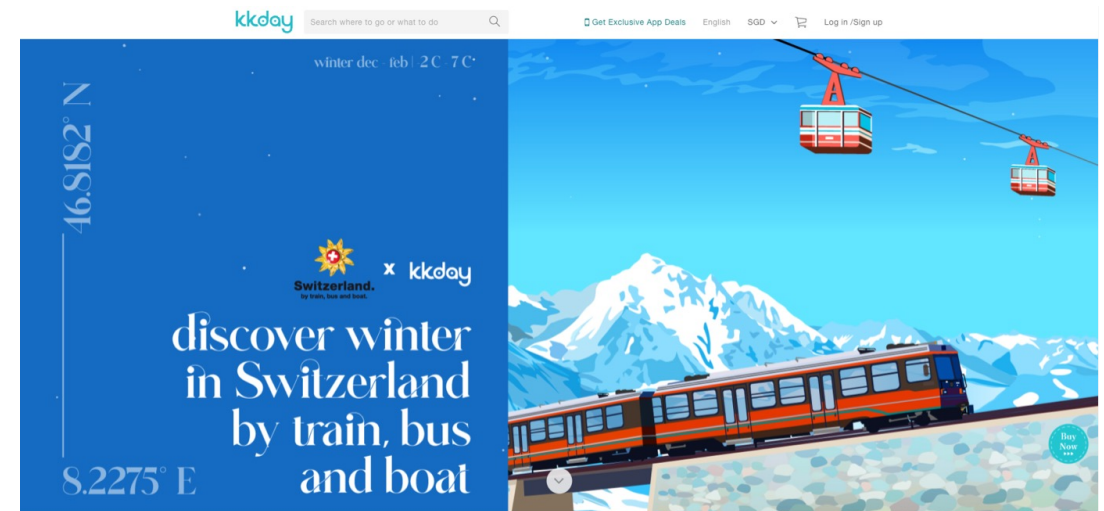 kkday
Search where to go or what to do
Get Exclusive App Deals
English
SGD
Log in /Sign up
winter dec - feb | -2 C - 7 C°
46.8182° N
8.2275° E
Switzerland.
by train, bus and boat.
x
kkday
discover winter
in Switzerland
by train, bus
and boat
Buy
Now